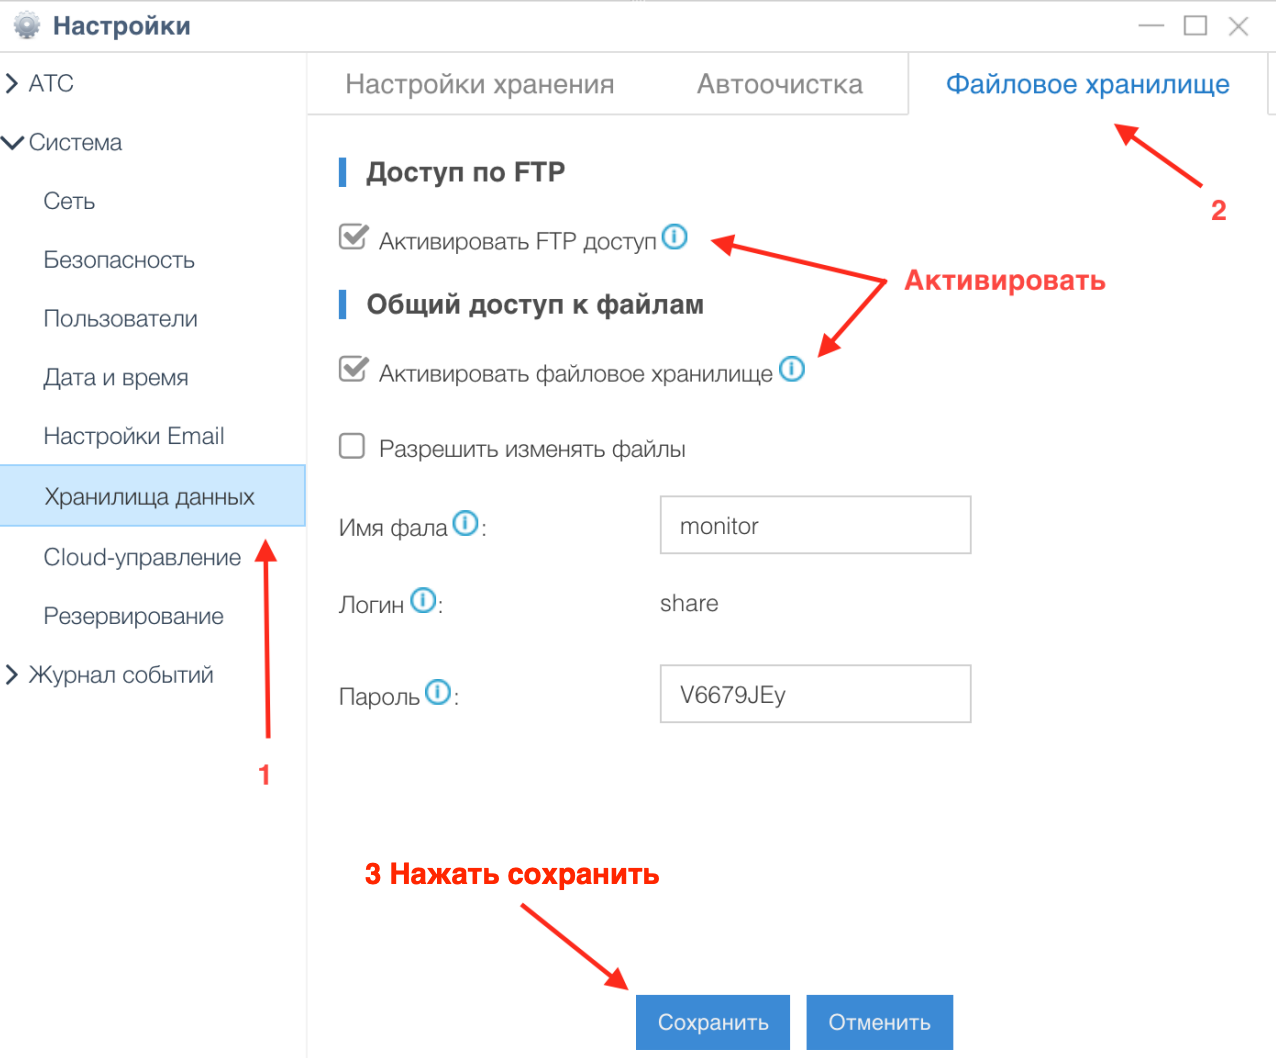 Настройки
АТС
Система
Сеть
Безопасность
Пользователи
Дата и время
Настройки Email
Хранилища данных
Cloud-управление
Резервирование
Журнал событий
1
Настройки хранения
Автоочистка
Файловое хранилище
2
Доступ по FTP
Активировать FTP доступ
Активировать
Общий доступ к файлам
Активировать файловое хранилище
Разрешить изменять файлы
Имя фала : monitor
Логин : share
Пароль : V6679JEy
3 Нажать сохранить
Сохранить
Отменить